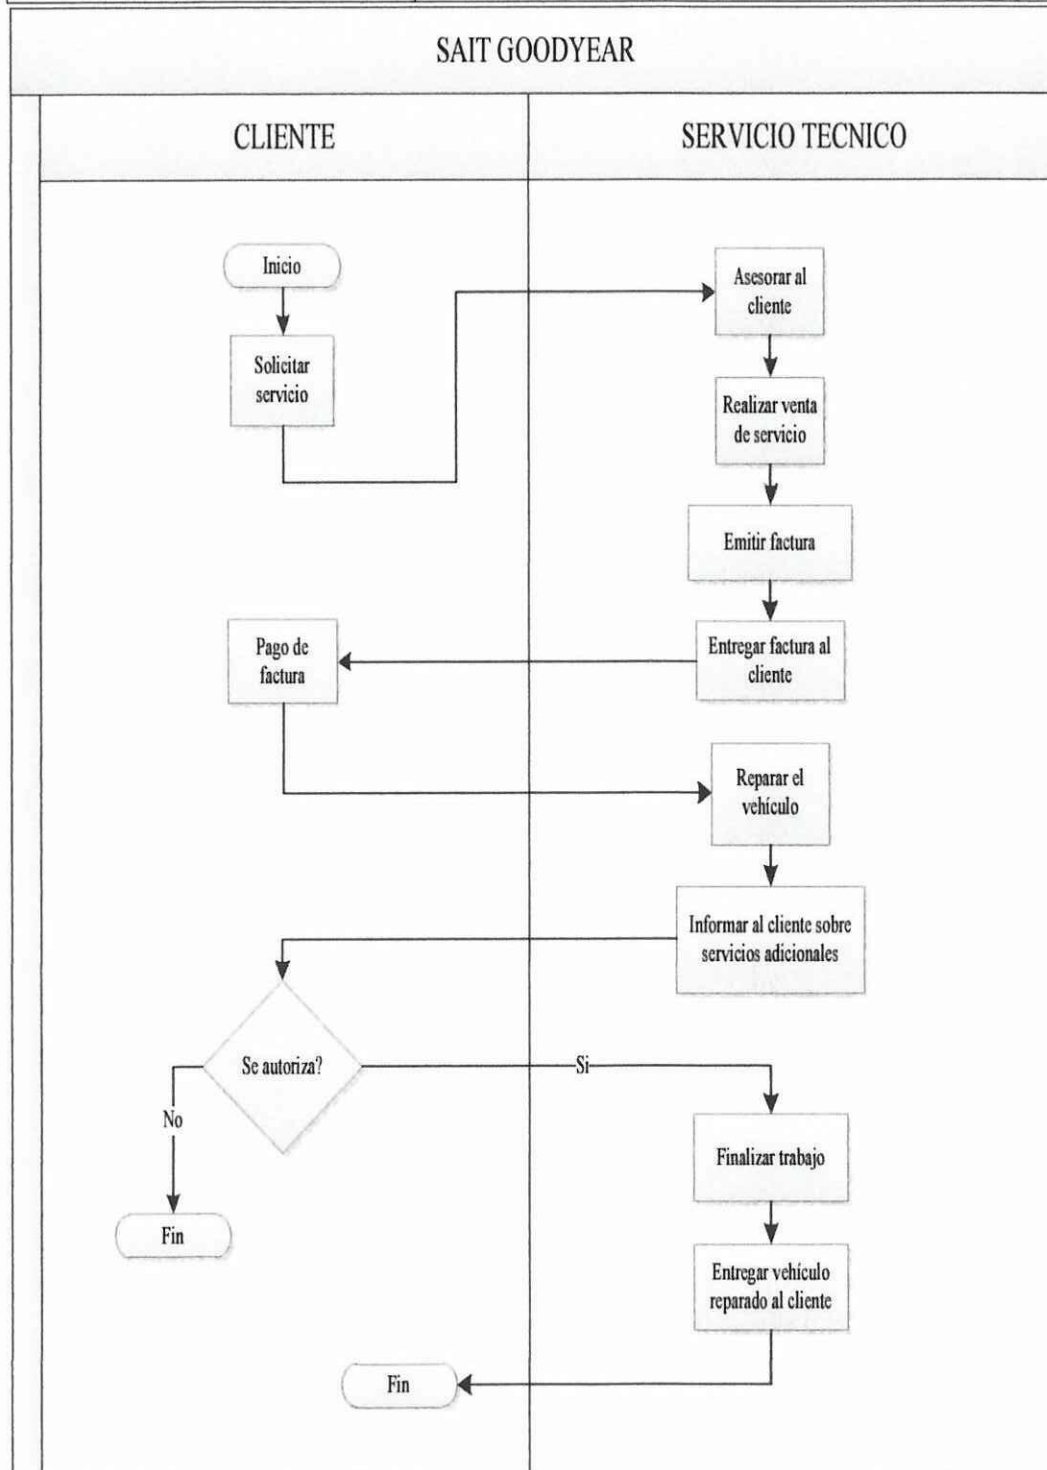 SAIT GOODYEAR
CLIENTE
SERVICIO TECNICO
Inicio
Solicitar
servicio
Asesorar al
cliente
Realizar venta
de servicio
Emitir factura
Entregar factura al
cliente
Pago de
factura
Reparar el
vehículo
Informar al cliente sobre
servicios adicionales
Se autoriza?
Si
No
Fin
Finalizar trabajo
Entregar vehículo
reparado al cliente
Fin